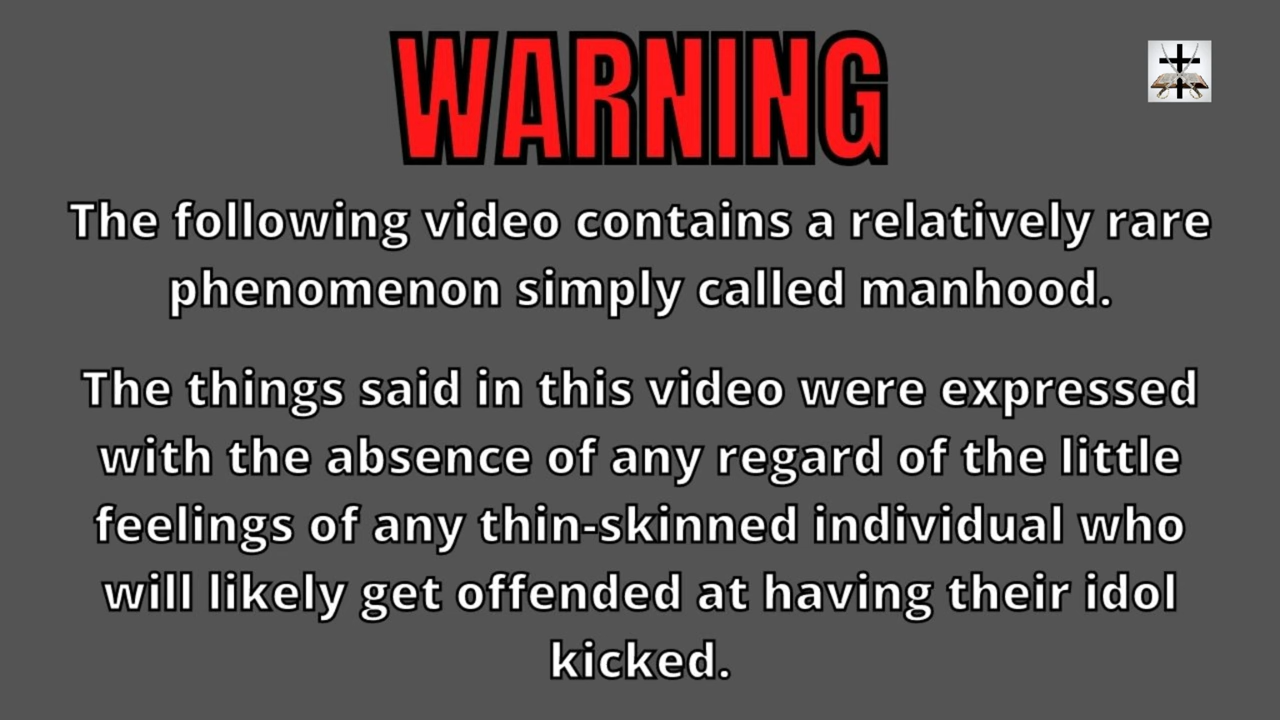 WARNING
The following video contains a relatively rare
phenomenon simply called manhood.
The things said in this video were expressed
with the absence of any regard of the little
feelings of any thin-skinned individual who
will likely get offended at having their idol
kicked.